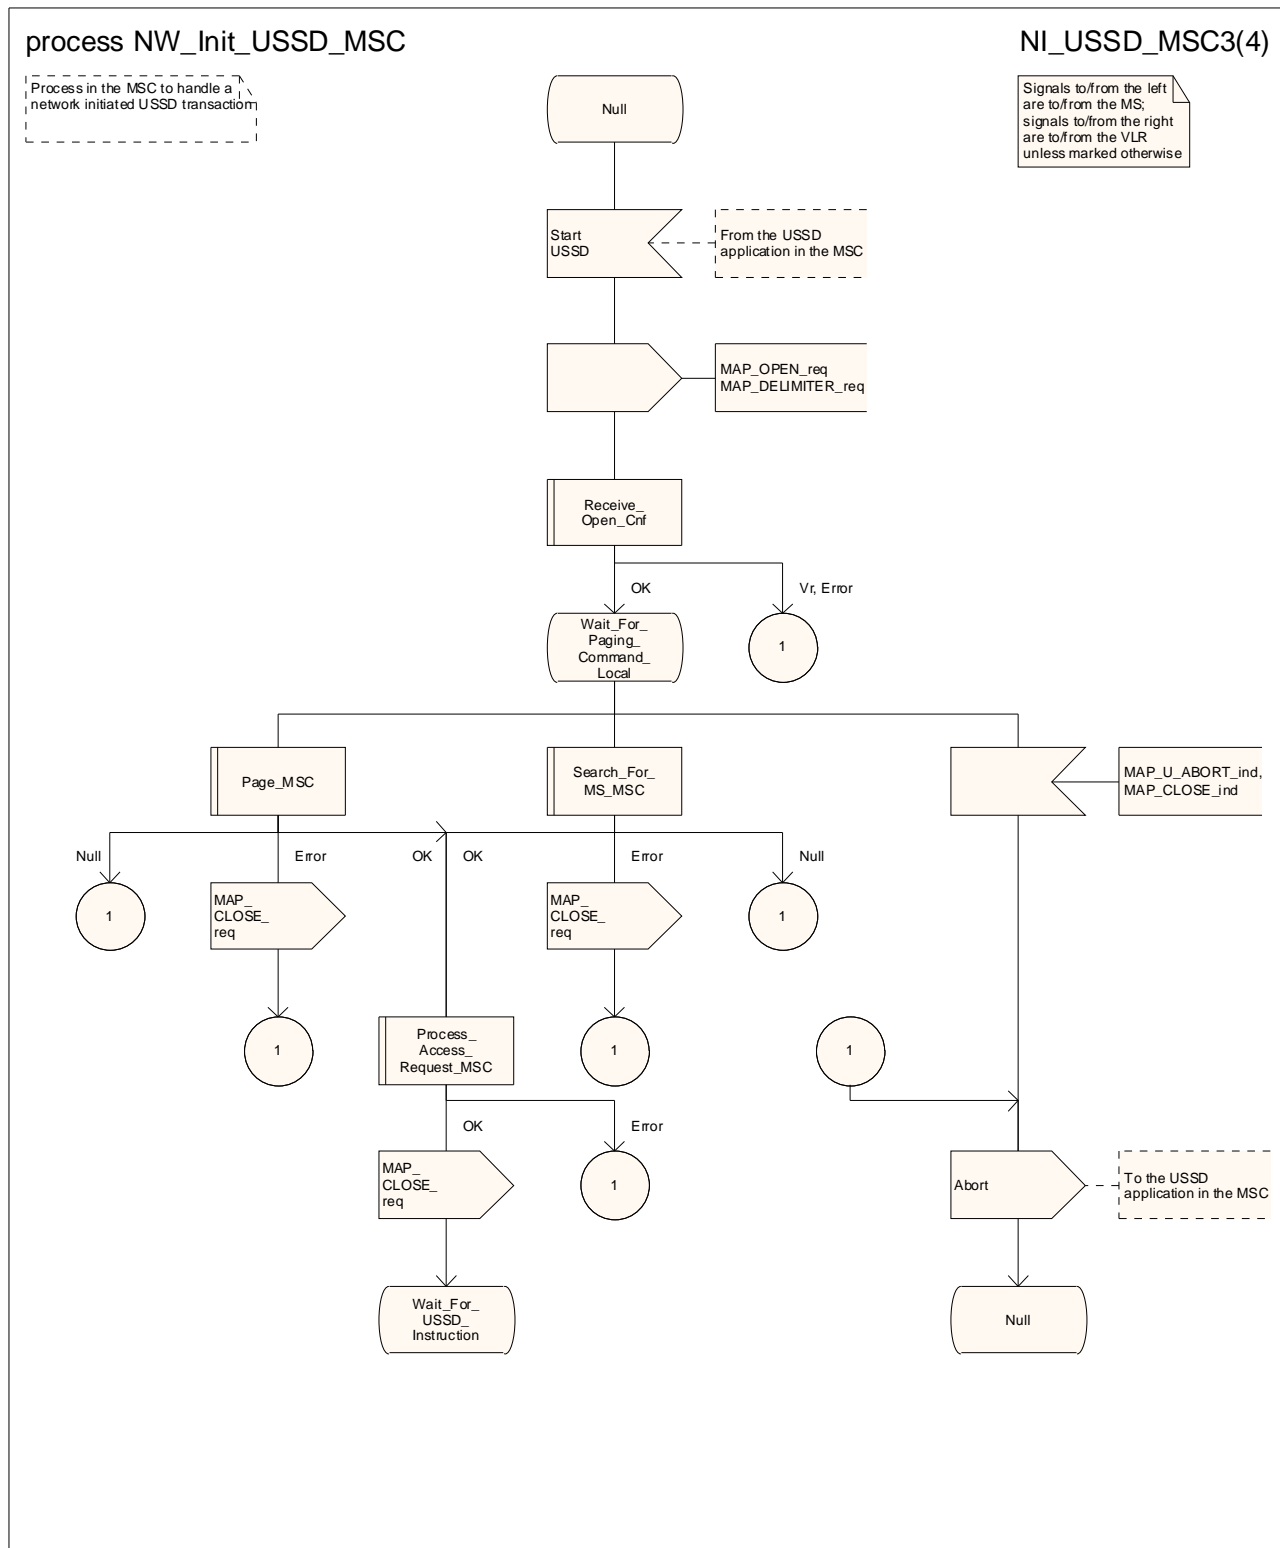 process NW_Init_USSD_MSC
NI_USSD_MSC3(4)
Process in the MSC to handle a
network initiated USSD transaction
Signals to/from the left
are to/from the MS;
signals to/from the right
are to/from the VLR
unless marked otherwise
Null
Start
USSD
From the USSD
application in the MSC
MAP_OPEN_req
MAP_DELIMITER_req
Receive_
Open_Cnf
OK
Vr, Error
Wait_For_
Paging_
Command_
Local
1
Page_MSC
Search_For_
MS_MSC
MAP_U_ABORT_ind,
MAP_CLOSE_ind
Null
Error
OK
OK
Error
Null
1
MAP_
CLOSE_
req
MAP_
CLOSE_
req
1
1
Process_
Access_
Request_MSC
1
1
OK
Error
MAP_
CLOSE_
req
1
Abort
To the USSD
application in the MSC
Wait_For_
USSD_
Instruction
Null